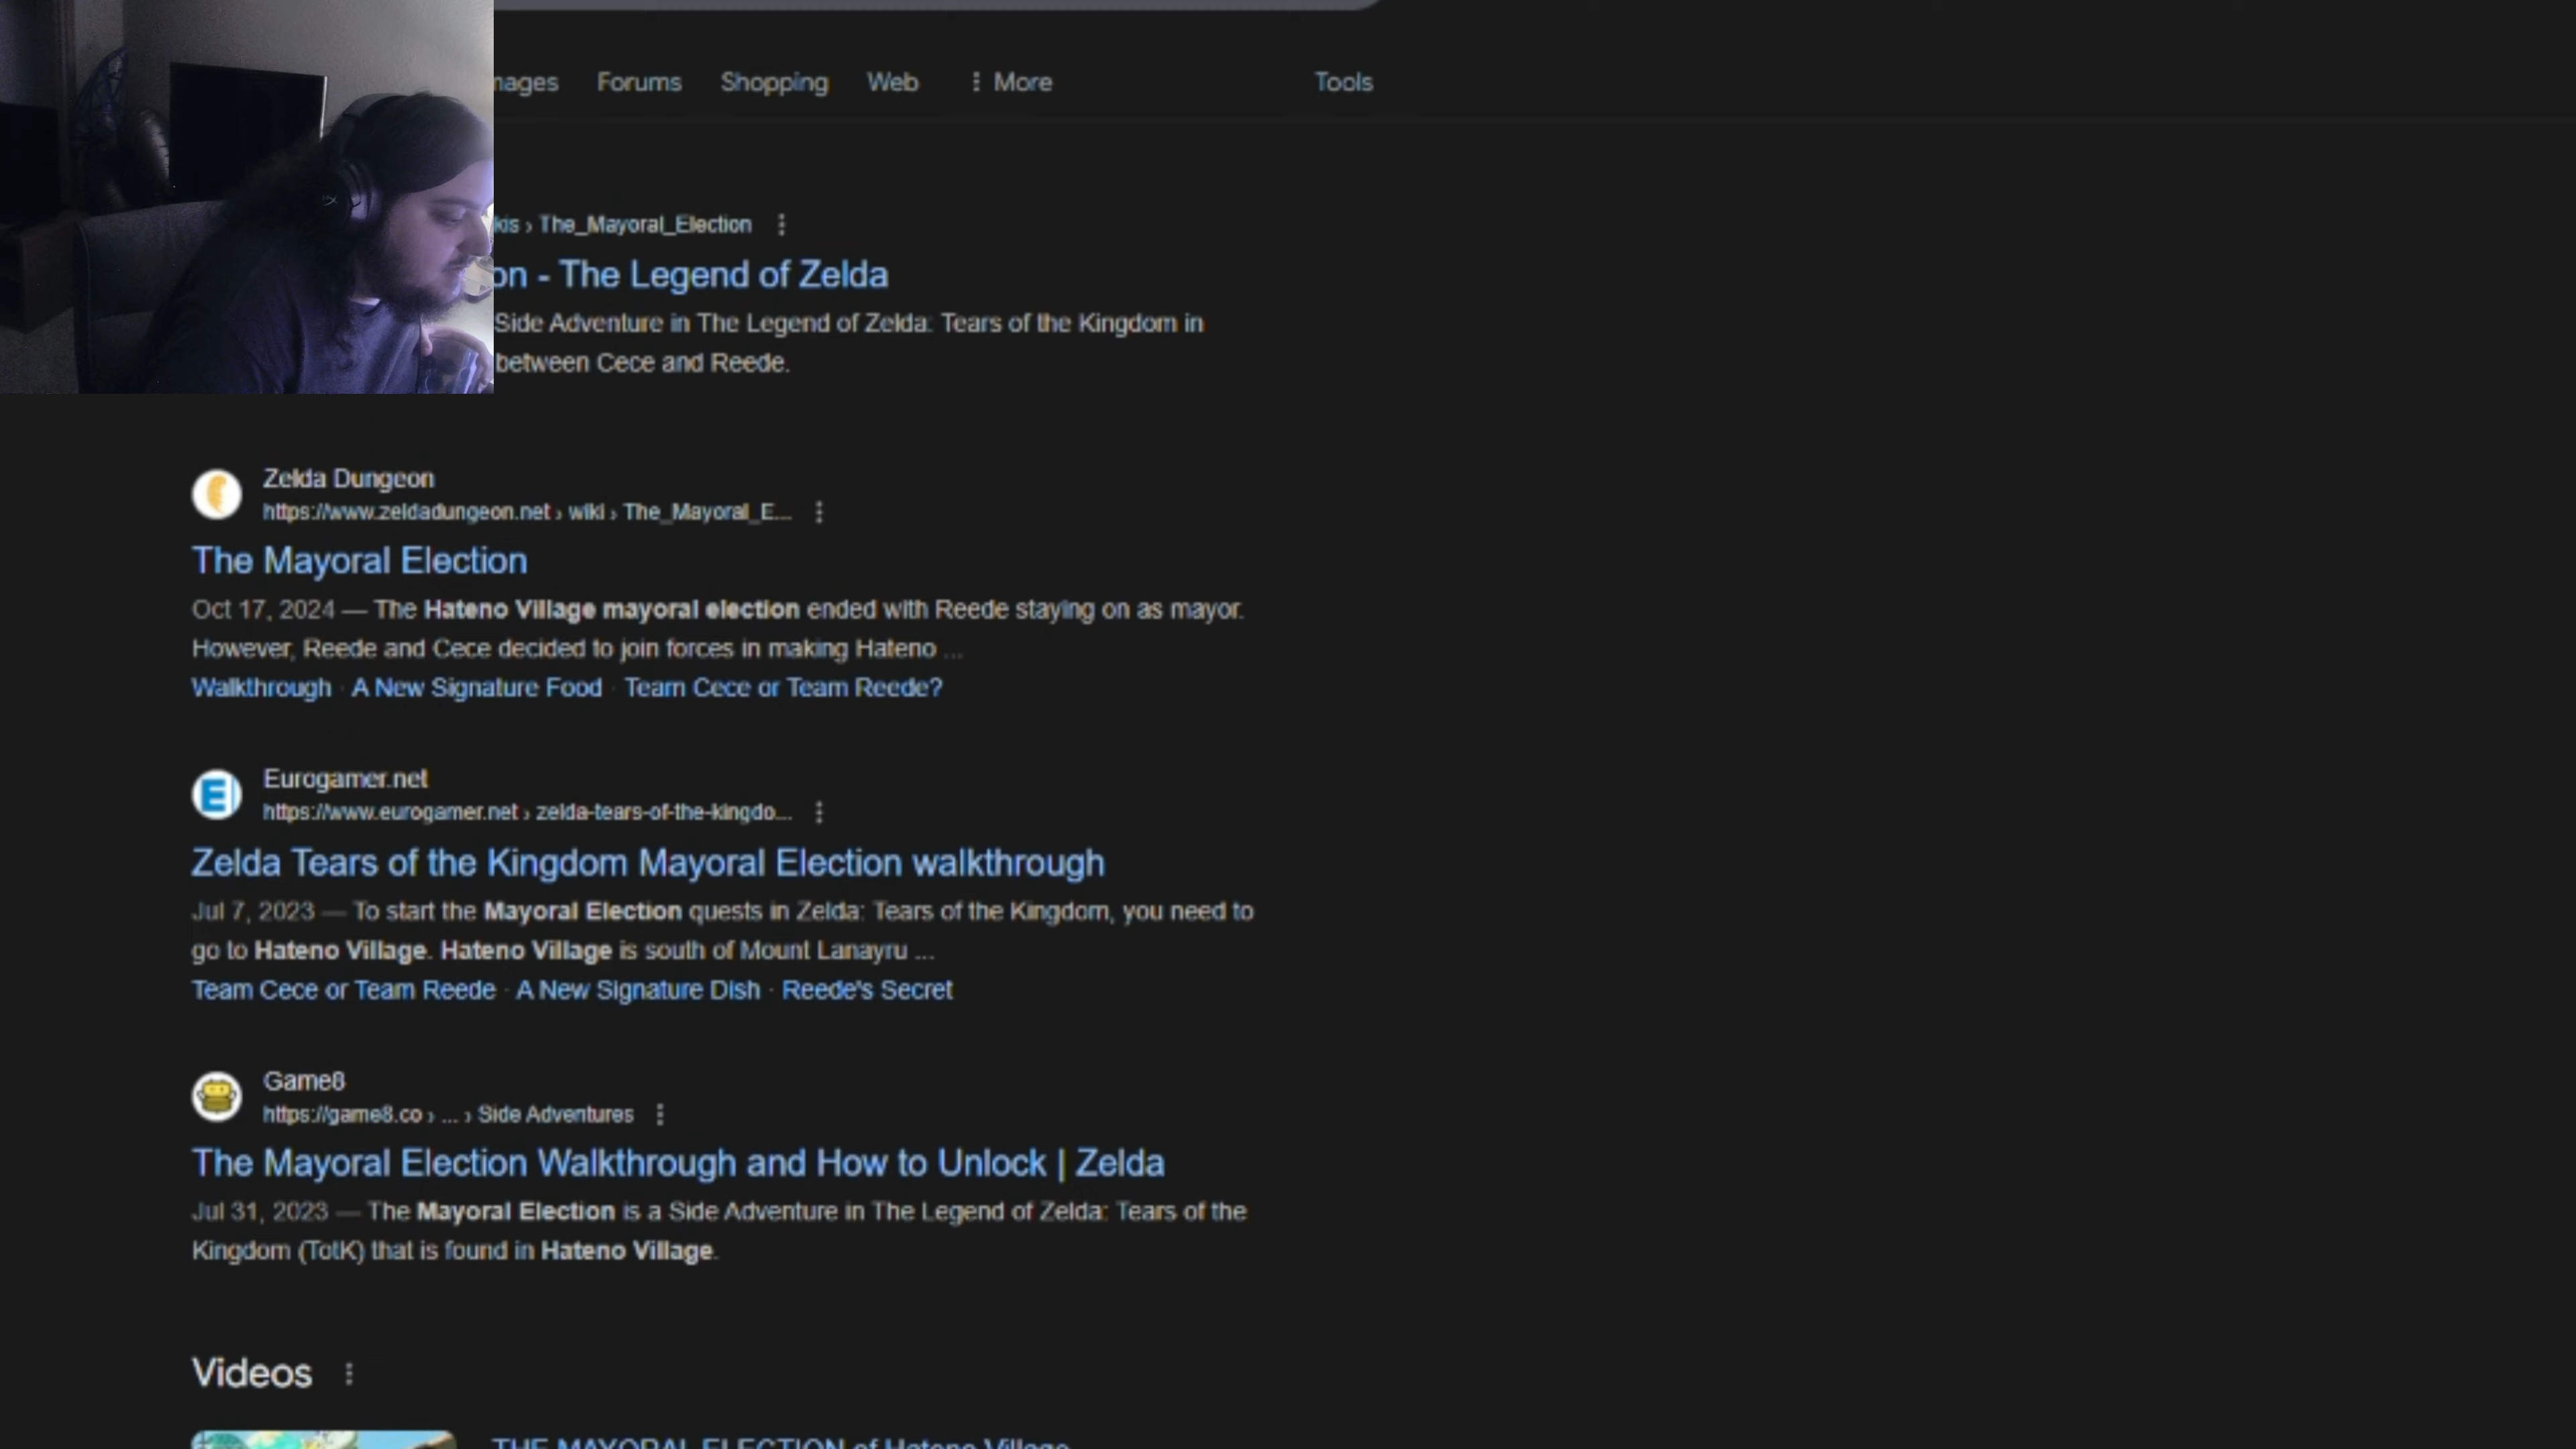 Forums Shopping Web More Tools
The_Mayoral_Election
- The Legend of Zelda
Side Adventure in The Legend of Zelda: Tears of the Kingdom in
between Cece and Reede.
Zelda Dungeon
https://www.zeldadungeon.net › wiki › The_Mayoral_E...
The Mayoral Election
Oct 17, 2024 — The Hateno Village mayoral election ended with Reede staying on as mayor.
However, Reede and Cece decided to join forces in making Hateno ...
Walkthrough · A New Signature Food · Team Cece or Team Reede?
Eurogamer.net
https://www.eurogamer.net › zelda-tears-of-the-kingdo...
Zelda Tears of the Kingdom Mayoral Election walkthrough
Jul 7, 2023 — To start the Mayoral Election quests in Zelda: Tears of the Kingdom, you need to
go to Hateno Village. Hateno Village is south of Mount Lanayru ...
Team Cece or Team Reede · A New Signature Dish · Reede's Secret
Game8
https://game8.co › ... › Side Adventures
The Mayoral Election Walkthrough and How to Unlock | Zelda
Jul 31, 2023 — The Mayoral Election is a Side Adventure in The Legend of Zelda: Tears of the
Kingdom (TotK) that is found in Hateno Village.
Videos
THE MAYORAL ELECTION of Hateno Village